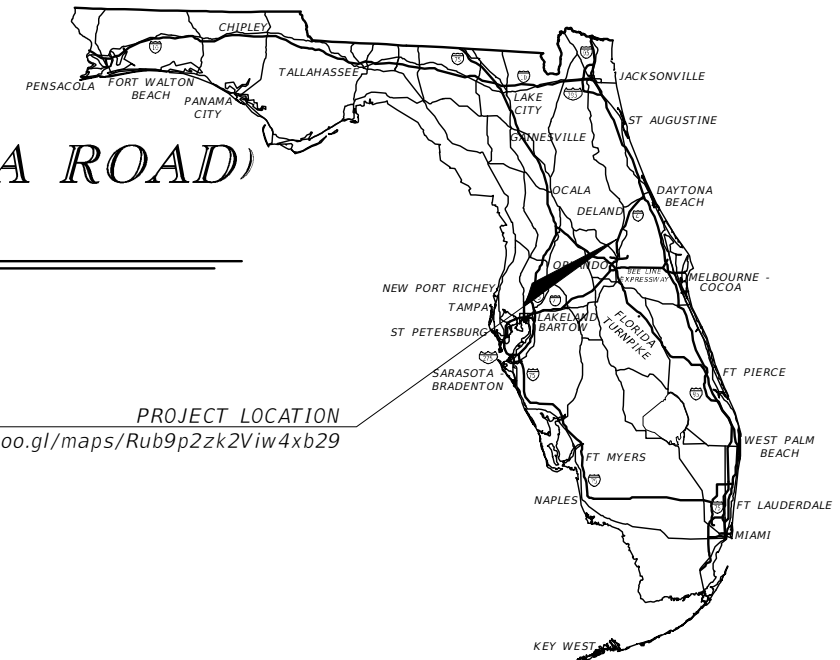 CHIPLEY
PENSACOLA
FORT WALTON
BEACH
PANAMA
CITY
TALLAHASSEE
LAKE
CITY
JACKSONVILLE
ST AUGUSTINE
GAINESVILLE
A ROAD)
OCALA
DELAND
DAYTONA
BEACH
ORLANDO
BEE LINE
EXPRESSWAY
MELBOURNE -
COCOA
NEW PORT RICHEY
TAMPA
LAKELAND
BARTOW
ST PETERSBURG
FLORIDA
TURNPIKE
SARASOTA -
BRADENTON
FT PIERCE
PROJECT LOCATION
oo.gl/maps/Rub9p2zk2Viw4xb29
WEST PALM
BEACH
FT MYERS
NAPLES
FT LAUDERDALE
MIAMI
KEY WEST